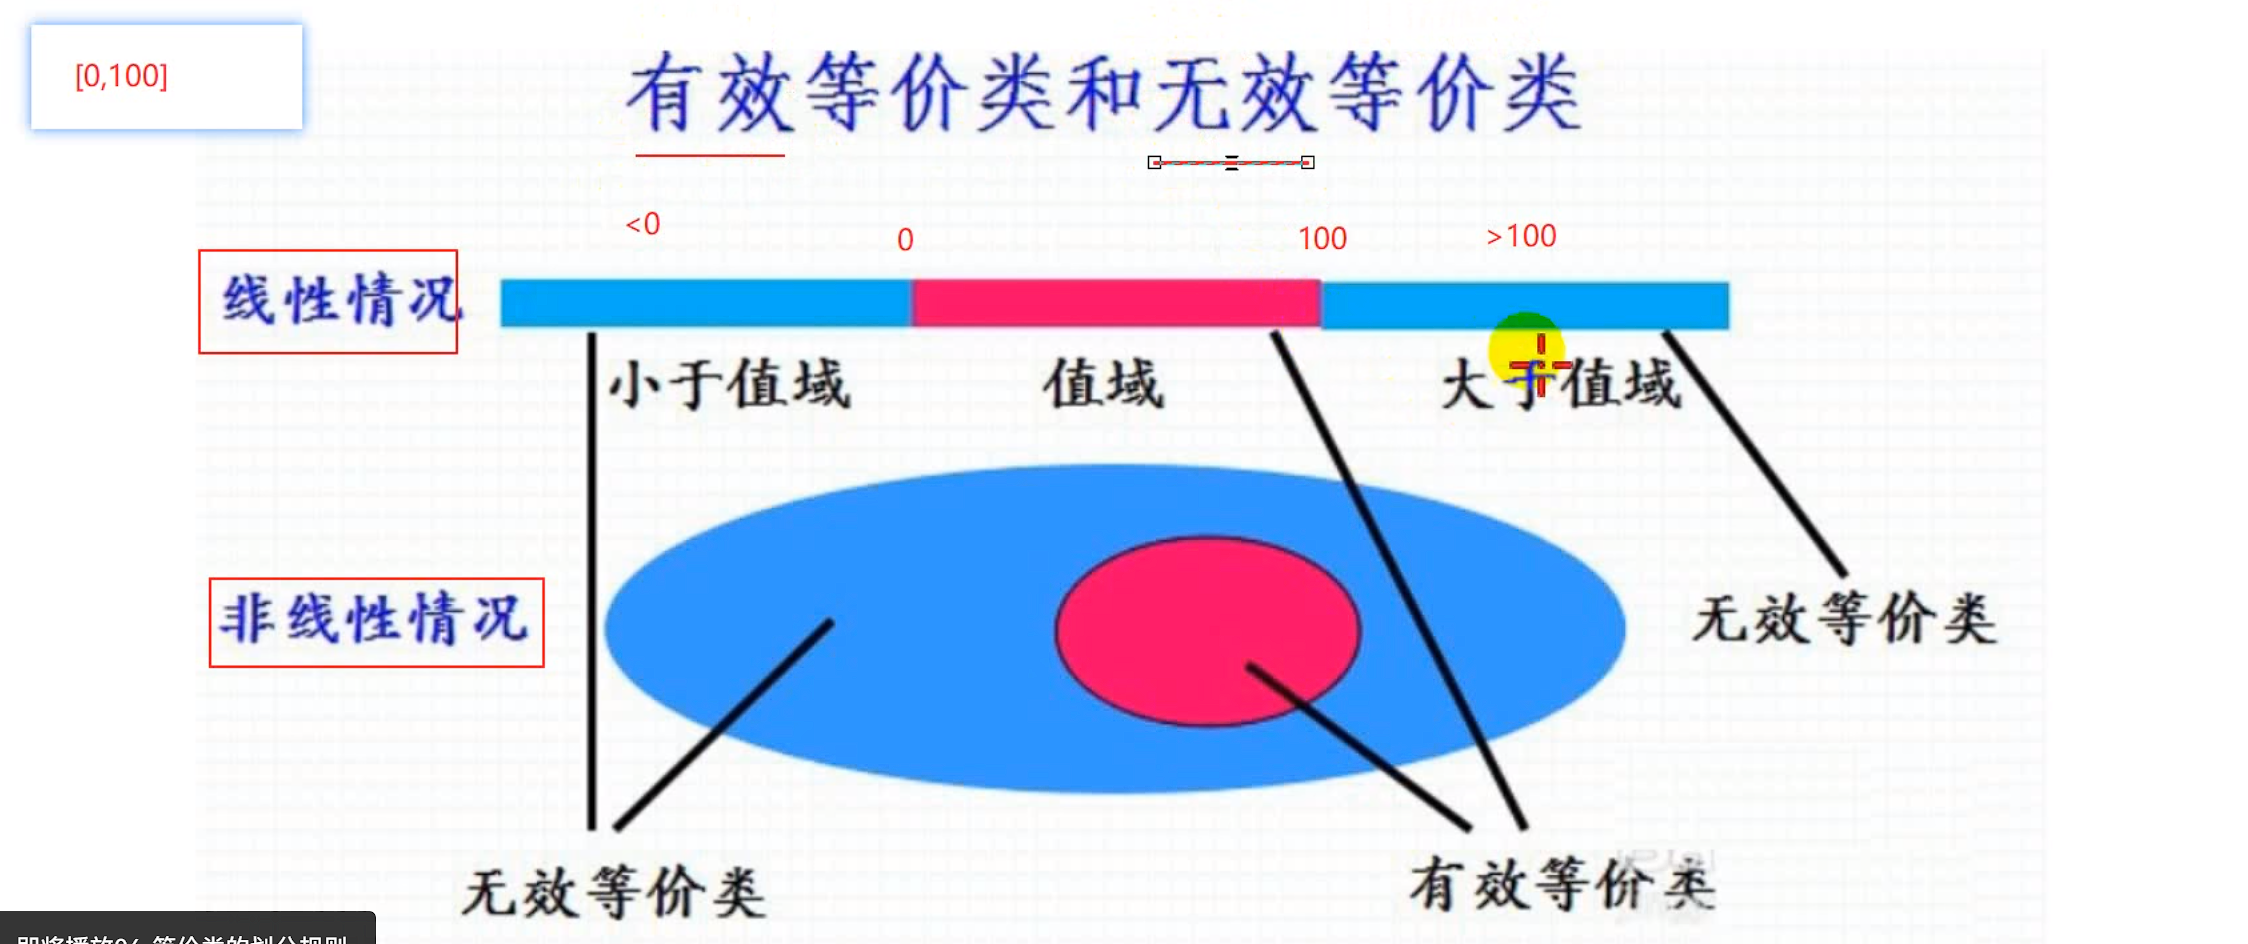 [0,100]
有效等价类和无效等价类
<0
0
100
>100
线性情况
小于值域
值域
大于值域
非线性情况
无效等价类
无效等价类
有效等价类